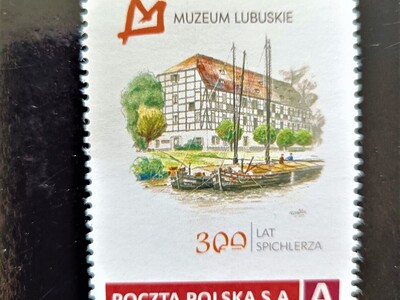 MUZEUM LUBUSKIE
300 LAT
SPICHLERZA
POCZTA POLSKA S.A. A